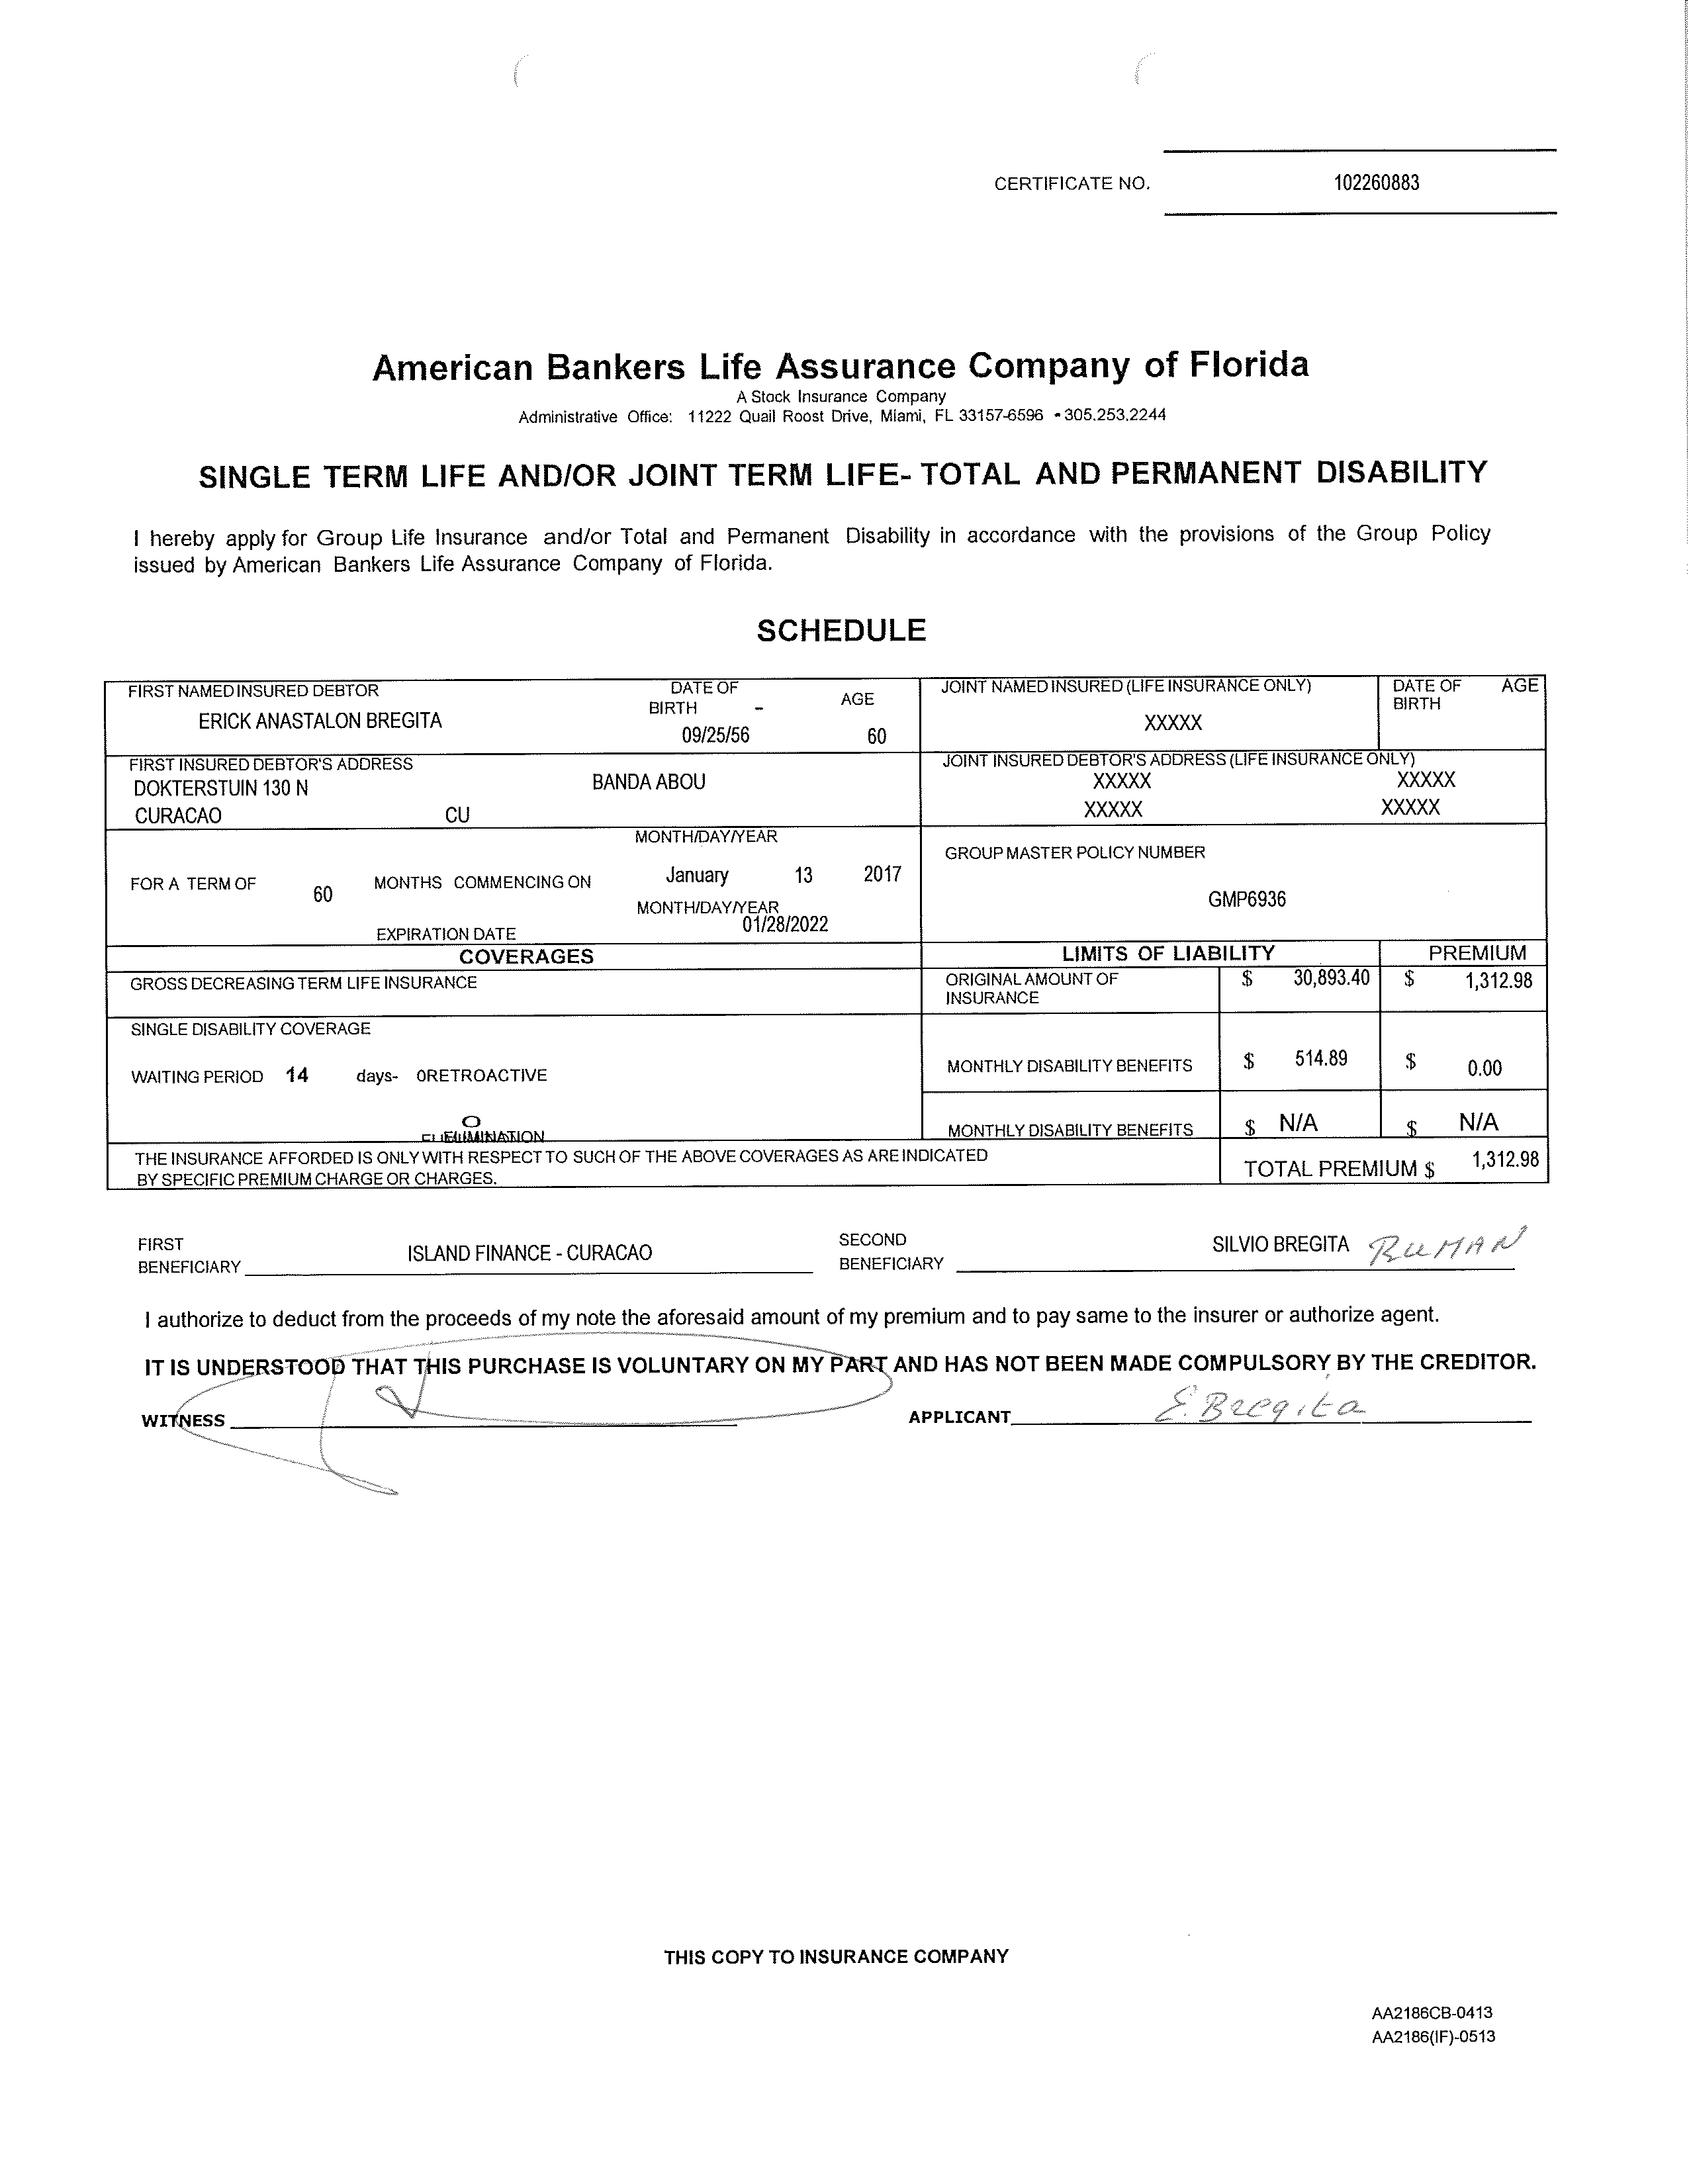 CERTIFICATE NO. 102260883
American Bankers Life Assurance Company of Florida
A Stock Insurance Company
Administrative Office: 11222 Quail Roost Drive, Miami, FL 33157-6596 - 305.253.2244
SINGLE TERM LIFE AND/OR JOINT TERM LIFE- TOTAL AND PERMANENT DISABILITY
I hereby apply for Group Life Insurance and/or Total and Permanent Disability in accordance with the provisions of the Group Policy
issued by American Bankers Life Assurance Company of Florida.
SCHEDULE
FIRST NAMED INSURED DEBTOR DATE OF BIRTH - AGE
ERICK ANASTALON BREGITA 09/25/56 60
JOINT NAMED INSURED (LIFE INSURANCE ONLY) DATE OF BIRTH AGE
XXXXX
FIRST INSURED DEBTOR'S ADDRESS
DOKTERSTUIN 130 N BANDA ABOU
CURACAO CU
JOINT INSURED DEBTOR'S ADDRESS (LIFE INSURANCE ONLY)
XXXXX XXXXX
XXXXX XXXXX
MONTH/DAY/YEAR
FOR A TERM OF 60 MONTHS COMMENCING ON January 13 2017
MONTH/DAY/YEAR
EXPIRATION DATE 01/28/2022
GROUP MASTER POLICY NUMBER
GMP6936
COVERAGES LIMITS OF LIABILITY PREMIUM
GROSS DECREASING TERM LIFE INSURANCE ORIGINAL AMOUNT OF INSURANCE $ 30,893.40 $ 1,312.98
SINGLE DISABILITY COVERAGE
WAITING PERIOD 14 days- 0RETROACTIVE MONTHLY DISABILITY BENEFITS $ 514.89 $ 0.00
O
ELIMINATION MONTHLY DISABILITY BENEFITS $ N/A $ N/A
THE INSURANCE AFFORDED IS ONLY WITH RESPECT TO SUCH OF THE ABOVE COVERAGES AS ARE INDICATED
BY SPECIFIC PREMIUM CHARGE OR CHARGES.
TOTAL PREMIUM $ 1,312.98
FIRST BENEFICIARY ISLAND FINANCE - CURACAO
SECOND BENEFICIARY SILVIO BREGITA RUMAN
I authorize to deduct from the proceeds of my note the aforesaid amount of my premium and to pay same to the insurer or authorize agent.
IT IS UNDERSTOOD THAT THIS PURCHASE IS VOLUNTARY ON MY PART AND HAS NOT BEEN MADE COMPULSORY BY THE CREDITOR.
WITNESS APPLICANT E. Bregita
THIS COPY TO INSURANCE COMPANY
AA2186CB-0413
AA2186(IF)-0513